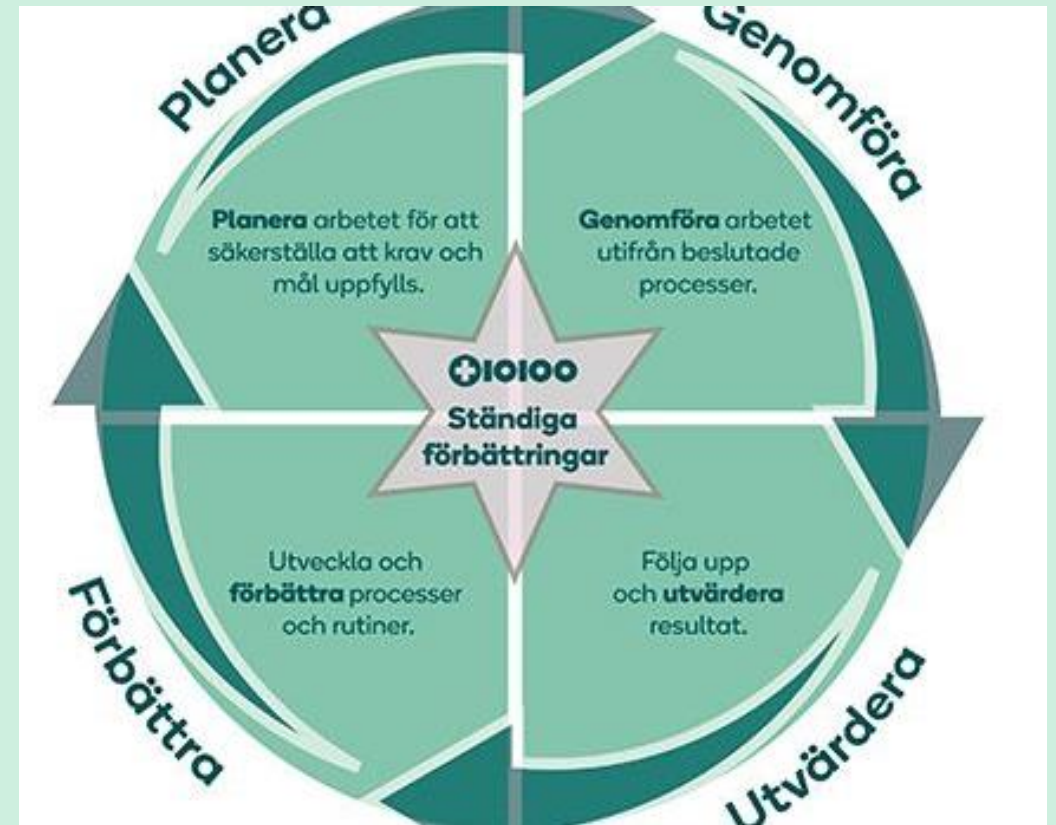 Planera
Genomföra
Planera arbetet för att
säkerställa att krav och
mål uppfylls.
Genomföra arbetet
utifrån beslutade
processer.
10100
Ständiga
förbättringar
Utveckla och
förbättra processer
och rutiner.
Följa upp
och utvärdera
resultat.
Förbättra
Utvärdera